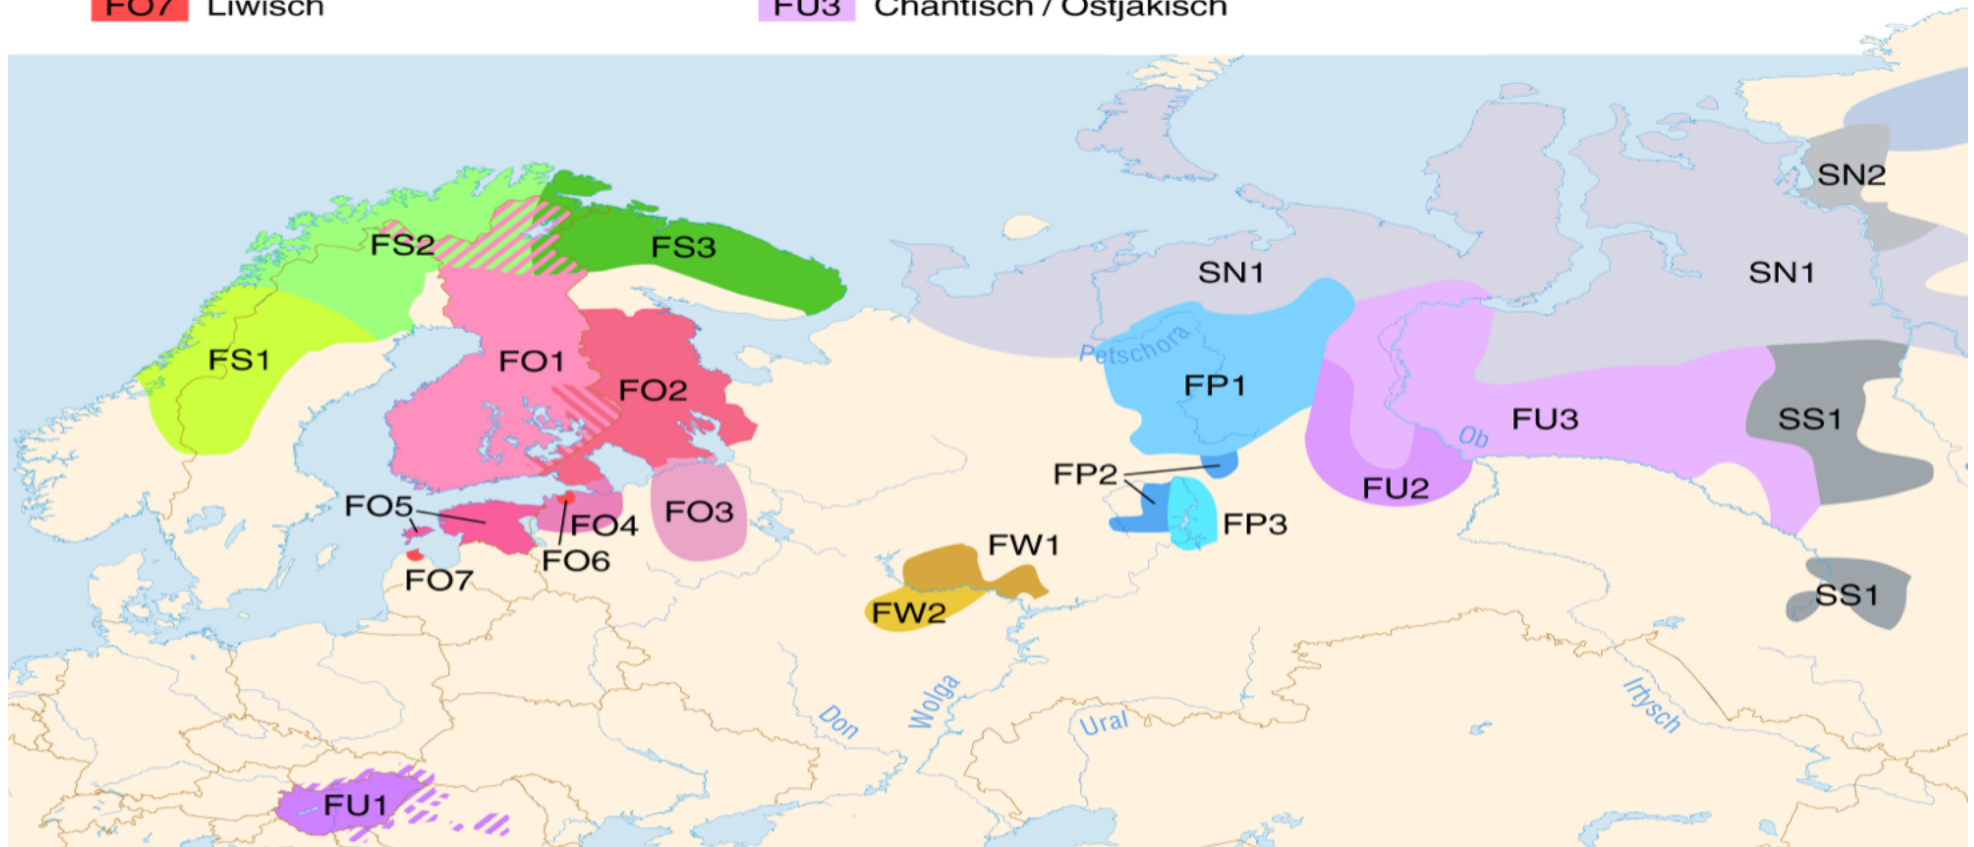 FO7 Liwisch
FU3 Chantisch / Ostjakisch
SN2
FS2
FS3
SN1
SN1
Petschora
FS1
FO1
FO2
FP1
FU3
SS1
Ob
FP2
FU2
FO5
FO3
FO4
FP3
FW1
FO6
FO7
FW2
SS1
Don
Wolga
Ural
Irtysch
FU1